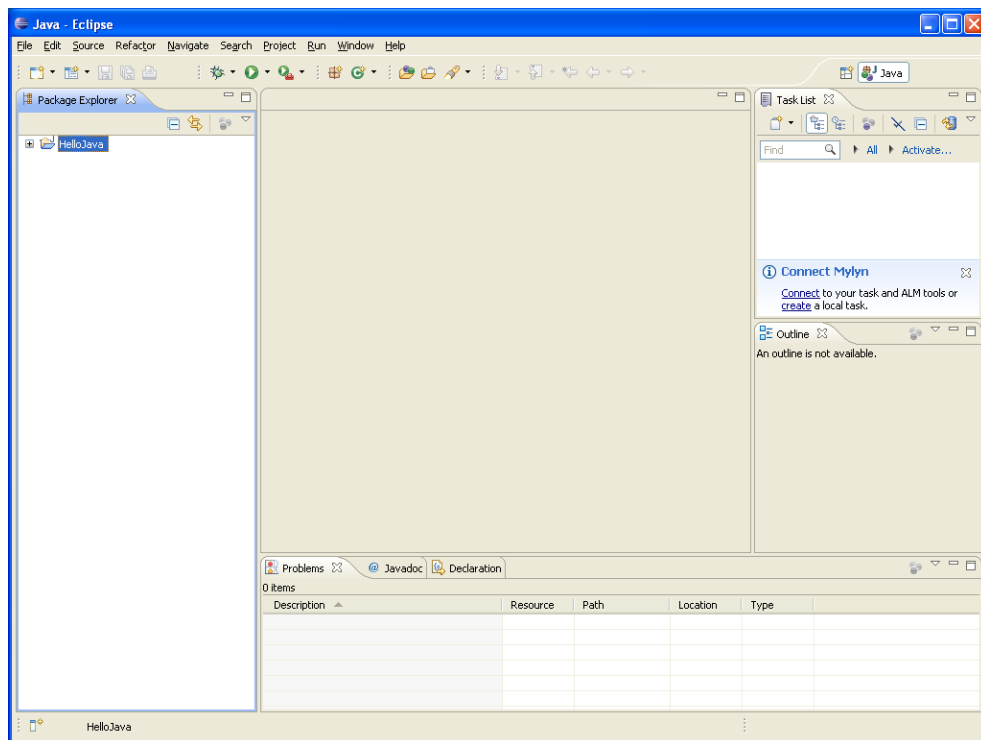 Java - Eclipse
File Edit Source Refactor Navigate Search Project Run Window Help
Java
Package Explorer
HelloJava
Task List
Find All Activate...
Connect Mylyn
Connect to your task and ALM tools or
create a local task.
Outline
An outline is not available.
Problems @ Javadoc Declaration
0 items
Description Resource Path Location Type
HelloJava